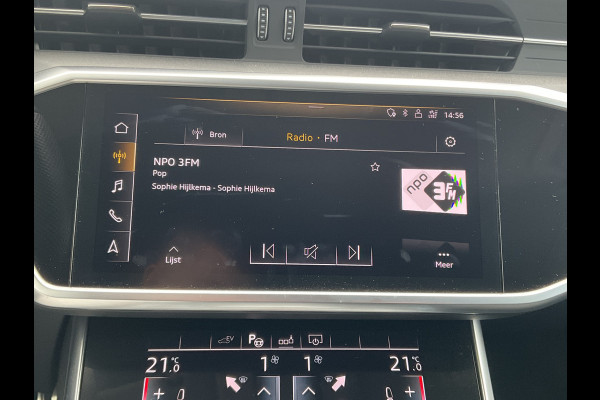 14:56
Bron
Radio · FM
NPO 3FM
Pop
Sophie Hijlkema - Sophie Hijlkema
npo 3FM
Lijst
Meer
EV P
21.0 °C 1 1 21.0 °C